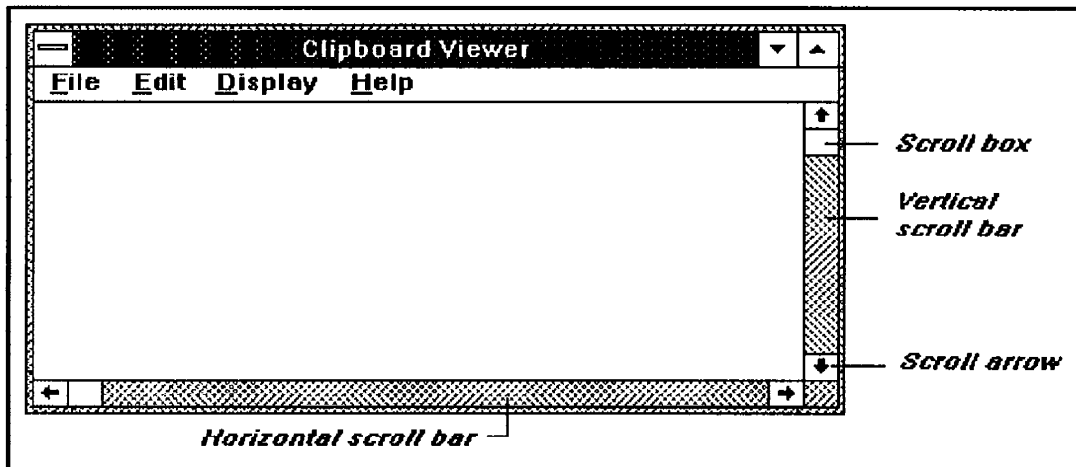 Clipboard Viewer
File Edit Display Help
Scroll box
Vertical
scroll bar
Scroll arrow
Horizontal scroll bar